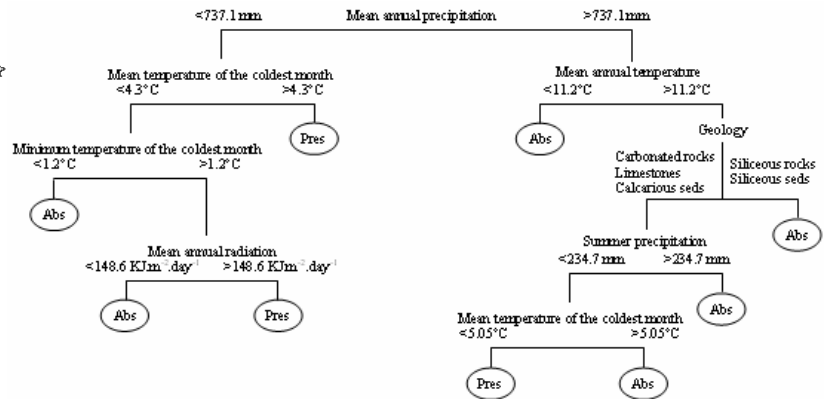 <737.1mm Mean annual precipitation >737.1mm
Mean temperature of the coldest month
<4.3°C >4.3°C
Mean annual temperature
<11.2°C >11.2°C
Pres
Abs
Geology
Minimum temperature of the coldest month
<1.2°C >1.2°C
Carbonated rocks
Limestones
Calcarious seds
Siliceous rocks
Siliceous seds
Abs
Abs
Mean annual radiation
<148.6 KJ.m⁻².day⁻¹ >148.6 KJ.m⁻².day⁻¹
Summer precipitation
<234.7 mm >234.7 mm
Abs
Pres
Abs
Mean temperature of the coldest month
<5.05°C >5.05°C
Pres
Abs